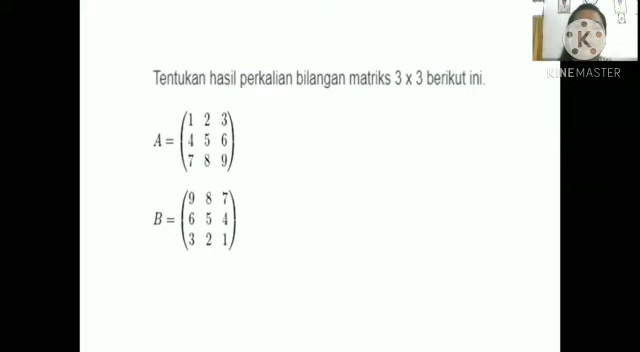 KINEMASTER
Tentukan hasil perkalian bilangan matriks 3 x 3 berikut ini.
A = (1 2 3
4 5 6
7 8 9)
B = (9 8 7
6 5 4
3 2 1)